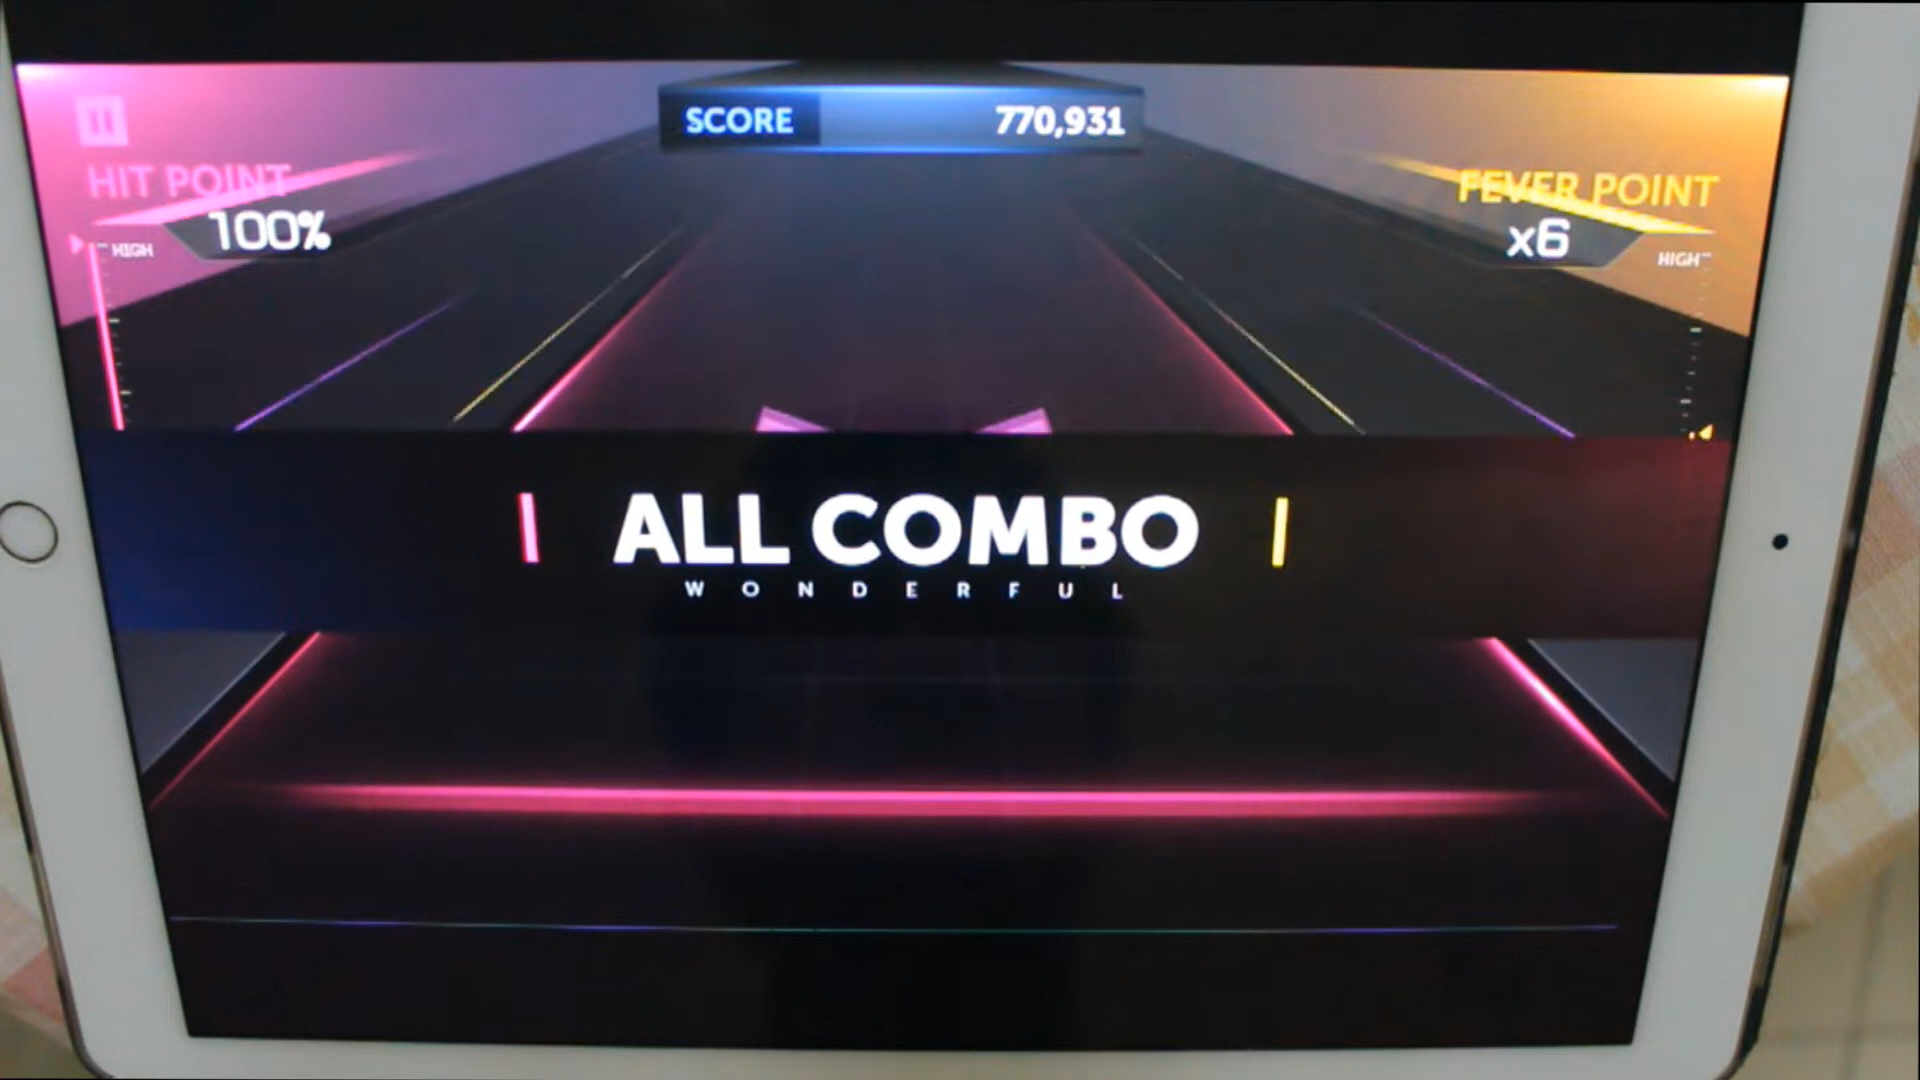 SCORE 770,931
HIT POINT
100%
HIGH
FEVER POINT
x6
HIGH
ALL COMBO
WONDERFUL